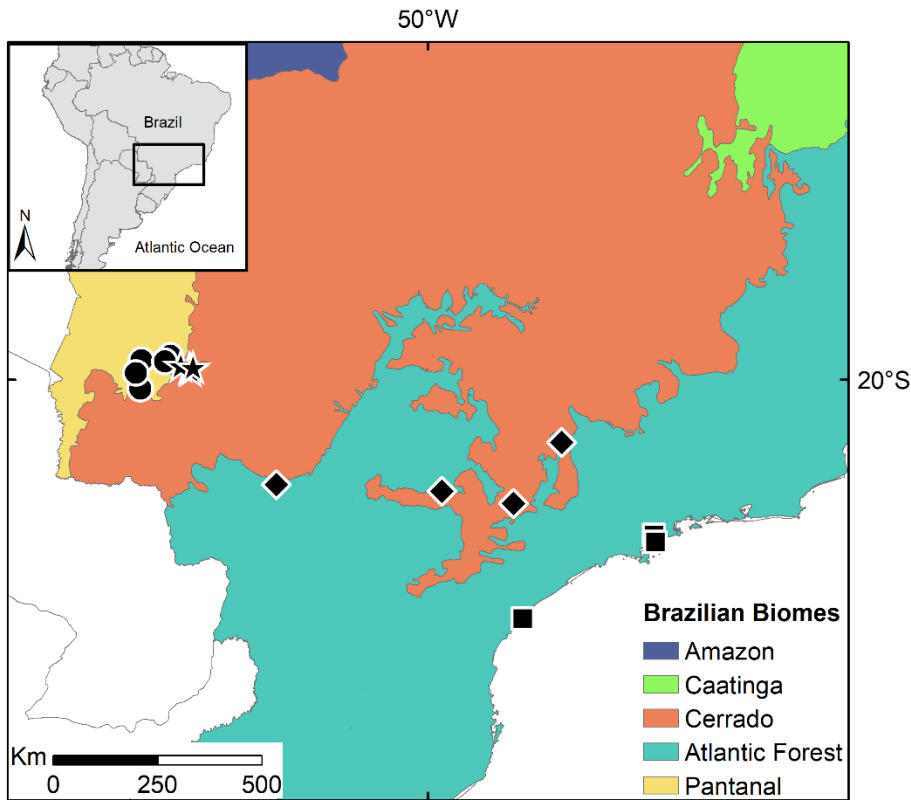 50°W
Brazil
N
Atlantic Ocean
20°S
Brazilian Biomes
Amazon
Caatinga
Cerrado
Atlantic Forest
Pantanal
Km
0 250 500